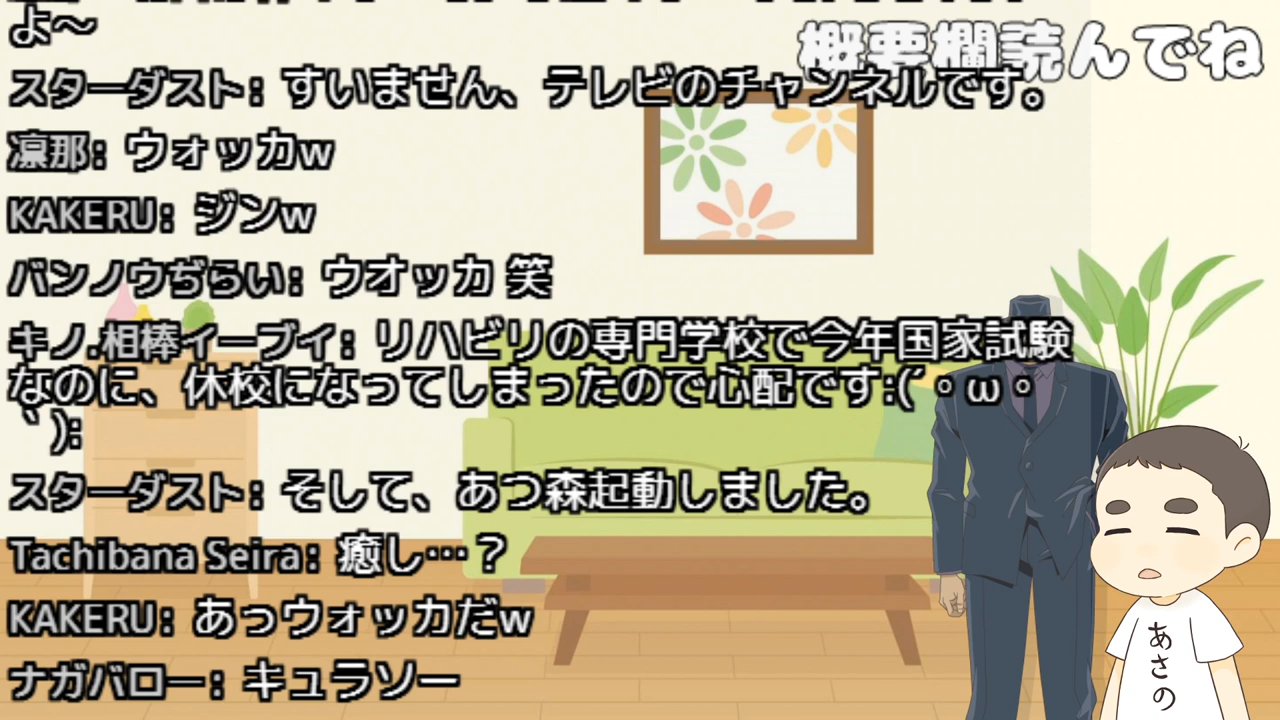 よ～
概要欄読んでね
スターダスト: すいません、テレビのチャンネルです。
凛那: ウォッカw
KAKERU: ジンw
バンノウぢらい: ウオッカ 笑
キノ.相棒イーブイ: リハビリの専門学校で今年国家試験
なのに、休校になってしまったので心配です:(´°ω°
｀):
スターダスト: そして、あつ森起動しました。
Tachibana Seira: 癒し…？
KAKERU: あっウォッカだw
ナガバロー: キュラソー
あさの